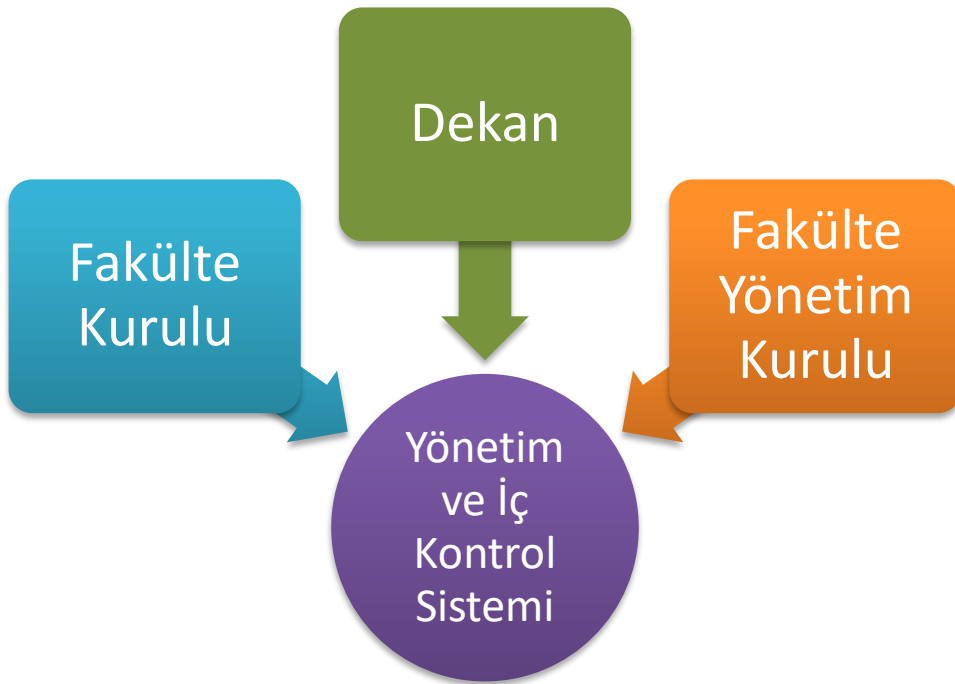 Dekan
Fakülte
Kurulu
Fakülte
Yönetim
Kurulu
Yönetim
ve İç
Kontrol
Sistemi